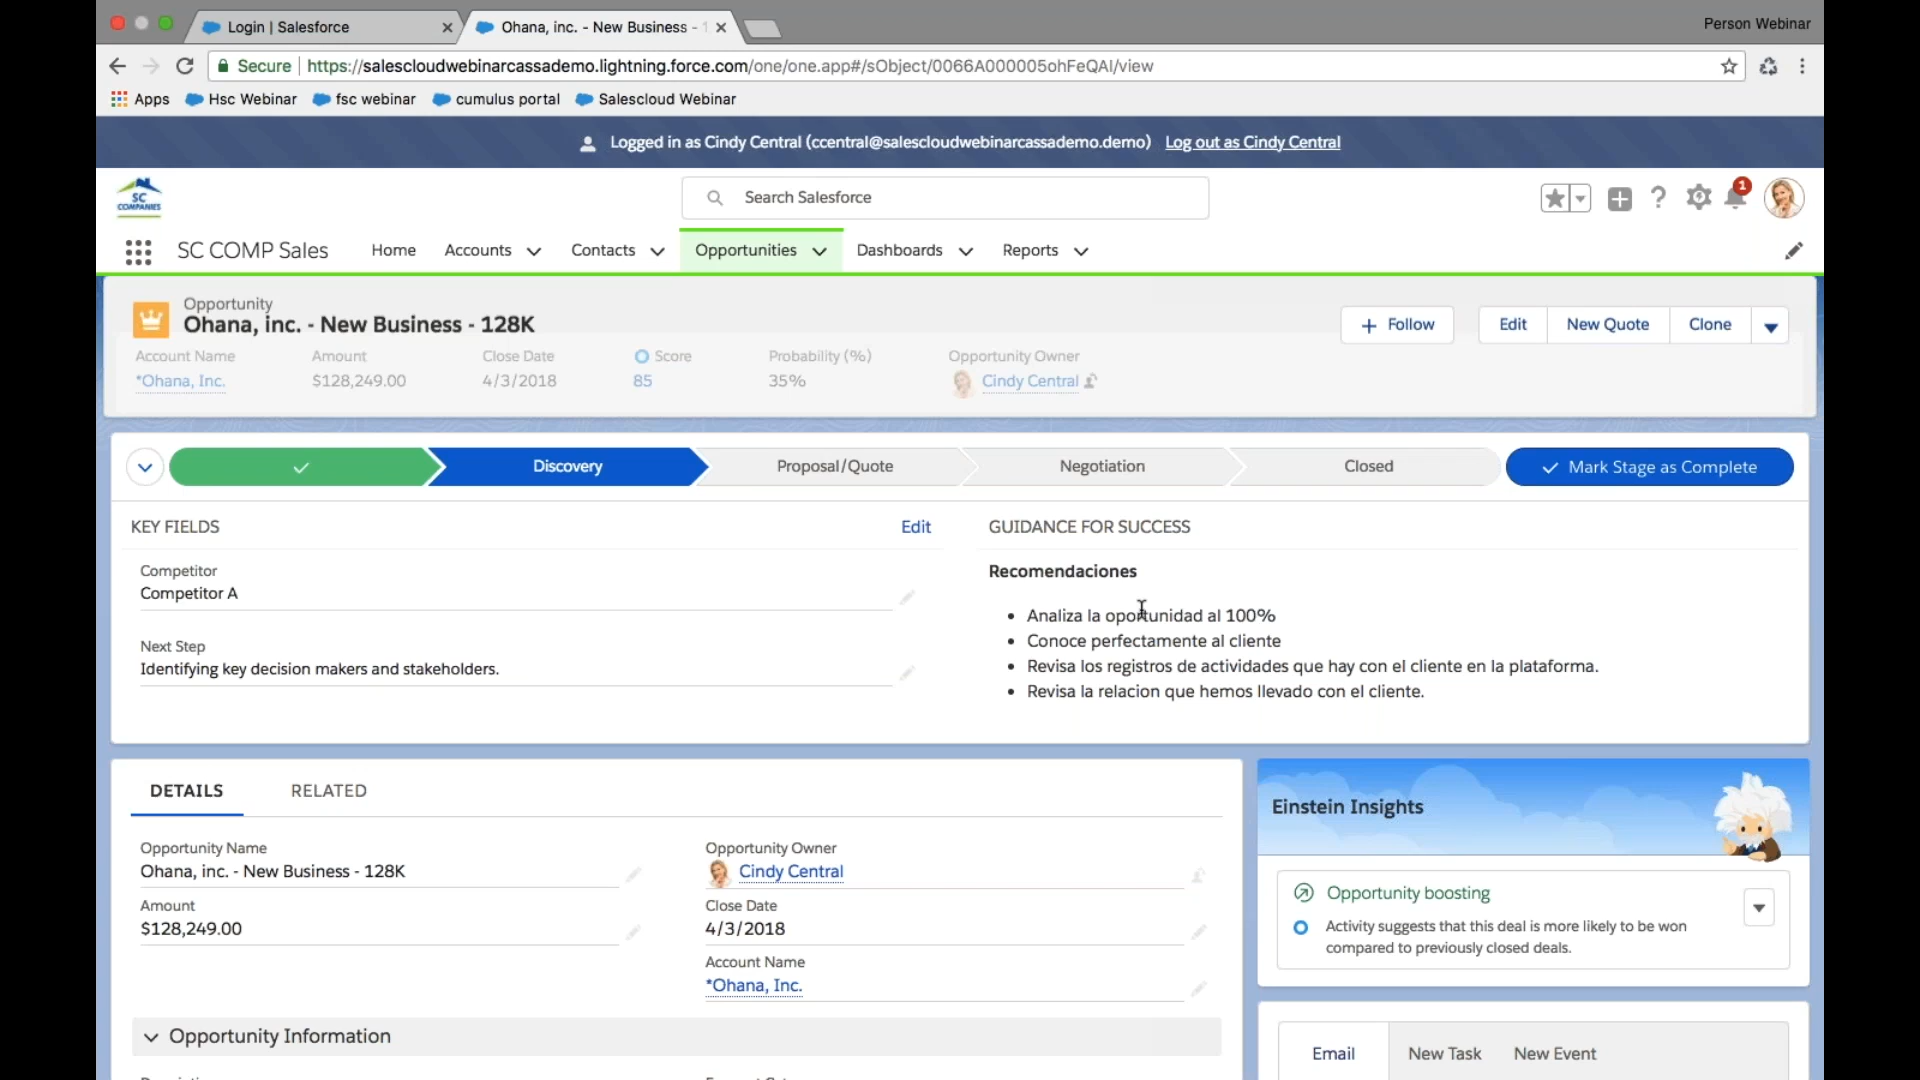 Login | Salesforce
Ohana, inc. - New Business - 1
Person Webinar
Secure
https://salescloudwebinarcassademo.lightning.force.com/one/one.app#/sObject/0066A000005ohFeQAI/view
Apps Hsc Webinar fsc webinar cumulus portal Salescloud Webinar
Logged in as Cindy Central (ccentral@salescloudwebinarcassademo.demo) Log out as Cindy Central
SC
COMPANIES
Search Salesforce
1
SC COMP Sales Home Accounts Contacts Opportunities Dashboards Reports
Opportunity
Ohana, inc. - New Business - 128K
+ Follow Edit New Quote Clone
Account Name Amount Close Date Score Probability (%) Opportunity Owner
*Ohana, Inc. $128,249.00 4/3/2018 85 35% Cindy Central
Discovery Proposal/Quote Negotiation Closed Mark Stage as Complete
KEY FIELDS Edit GUIDANCE FOR SUCCESS
Competitor
Competitor A
Next Step
Identifying key decision makers and stakeholders.
Recomendaciones
• Analiza la oportunidad al 100%
• Conoce perfectamente al cliente
• Revisa los registros de actividades que hay con el cliente en la plataforma.
• Revisa la relacion que hemos llevado con el cliente.
DETAILS RELATED
Opportunity Name
Ohana, inc. - New Business - 128K
Amount
$128,249.00
Opportunity Owner
Cindy Central
Close Date
4/3/2018
Account Name
*Ohana, Inc.
Opportunity Information
Einstein Insights
Opportunity boosting
Activity suggests that this deal is more likely to be won
compared to previously closed deals.
Email New Task New Event